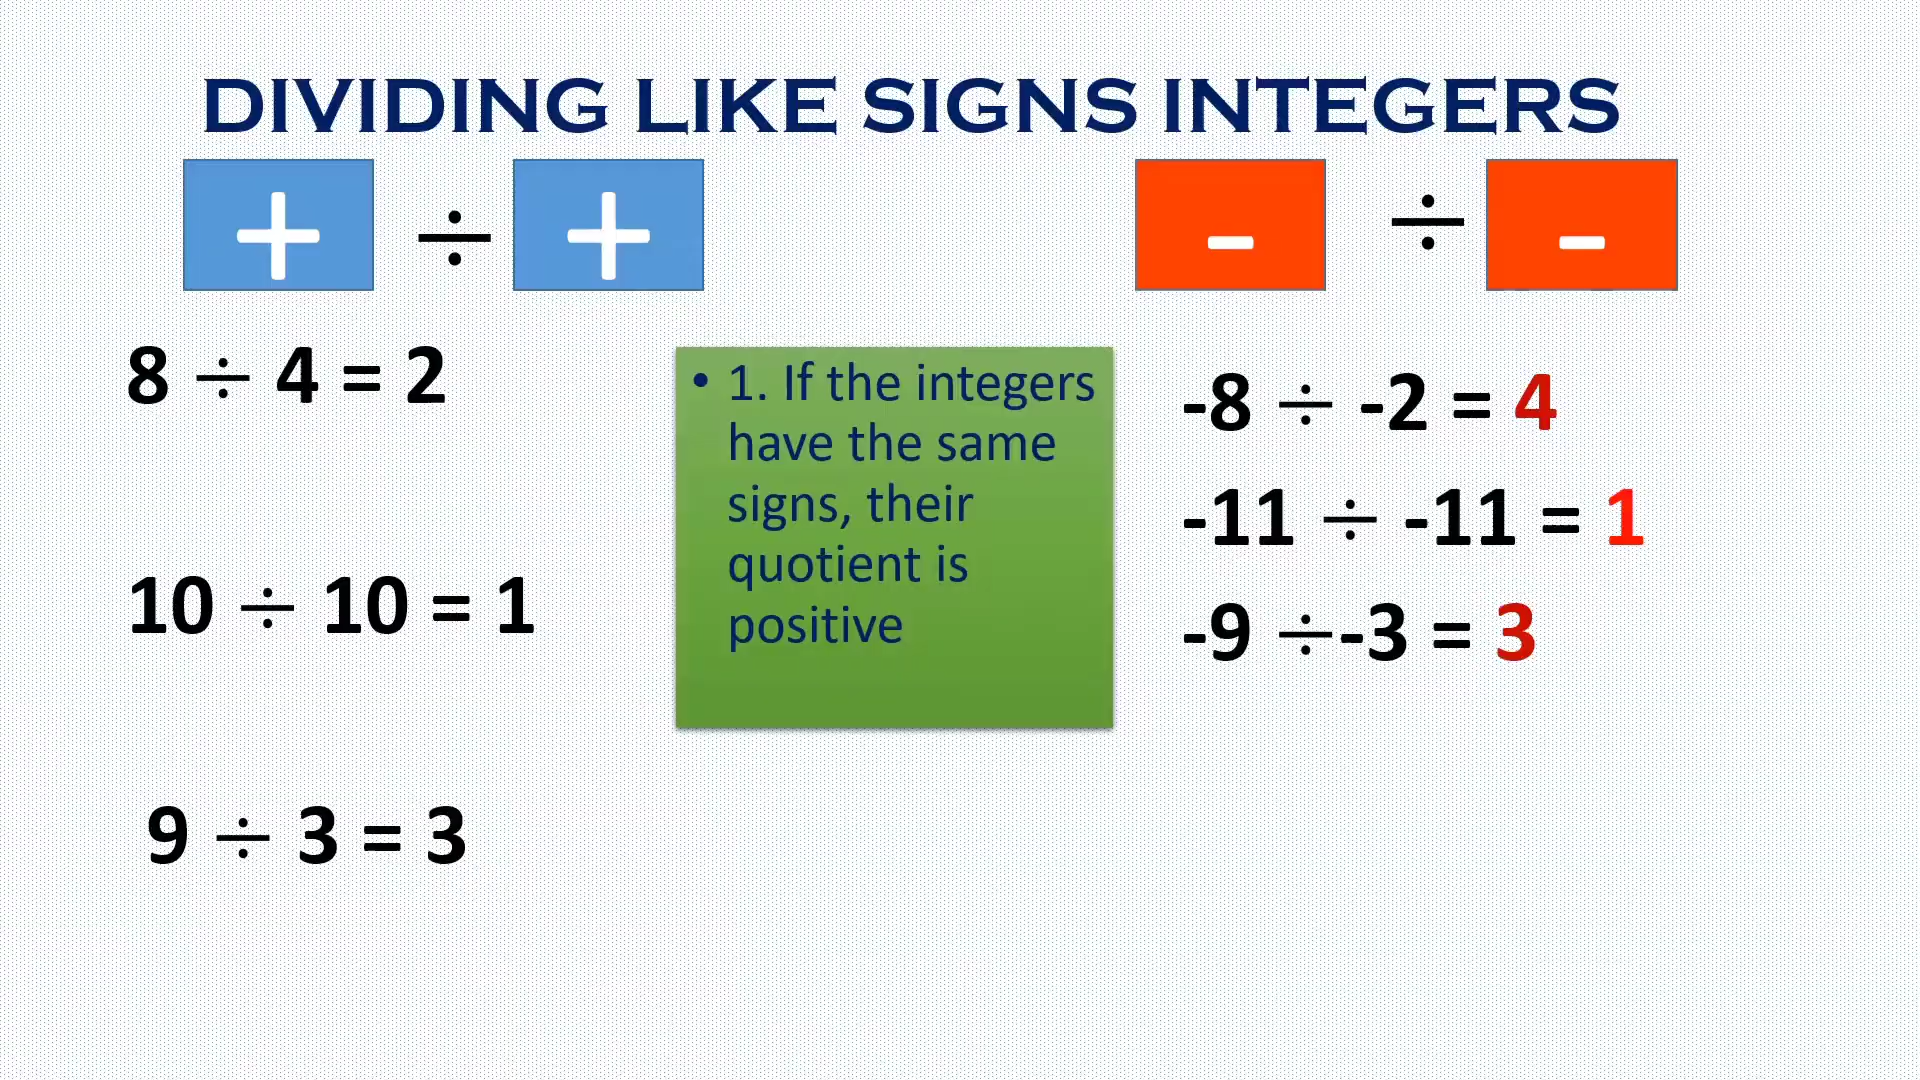 DIVIDING LIKE SIGNS INTEGERS
+ ÷ +
- ÷ -
8 ÷ 4 = 2
10 ÷ 10 = 1
9 ÷ 3 = 3
• 1. If the integers
have the same
signs, their
quotient is
positive
-8 ÷ -2 = 4
-11 ÷ -11 = 1
-9 ÷-3 = 3